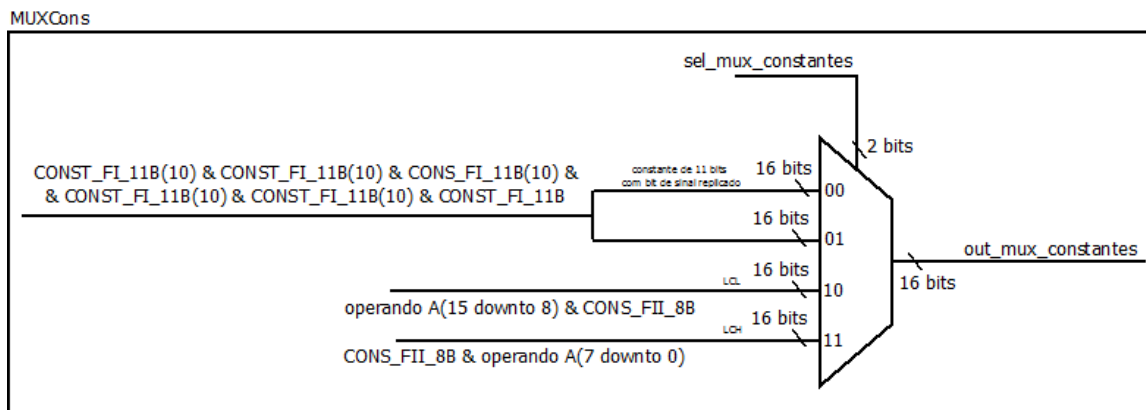 MUXCons
sel_mux_constantes
2 bits
CONST_FI_11B(10) & CONST_FI_11B(10) & CONS_FI_11B(10) &
& CONST_FI_11B(10) & CONST_FI_11B(10) & CONST_FI_11B
constante de 11 bits
com bit de sinal replicado
16 bits
00
16 bits
01
out_mux_constantes
16 bits
LCL
16 bits
10
operando A(15 downto 8) & CONS_FII_8B
LCH
16 bits
11
CONS_FII_8B & operando A(7 downto 0)